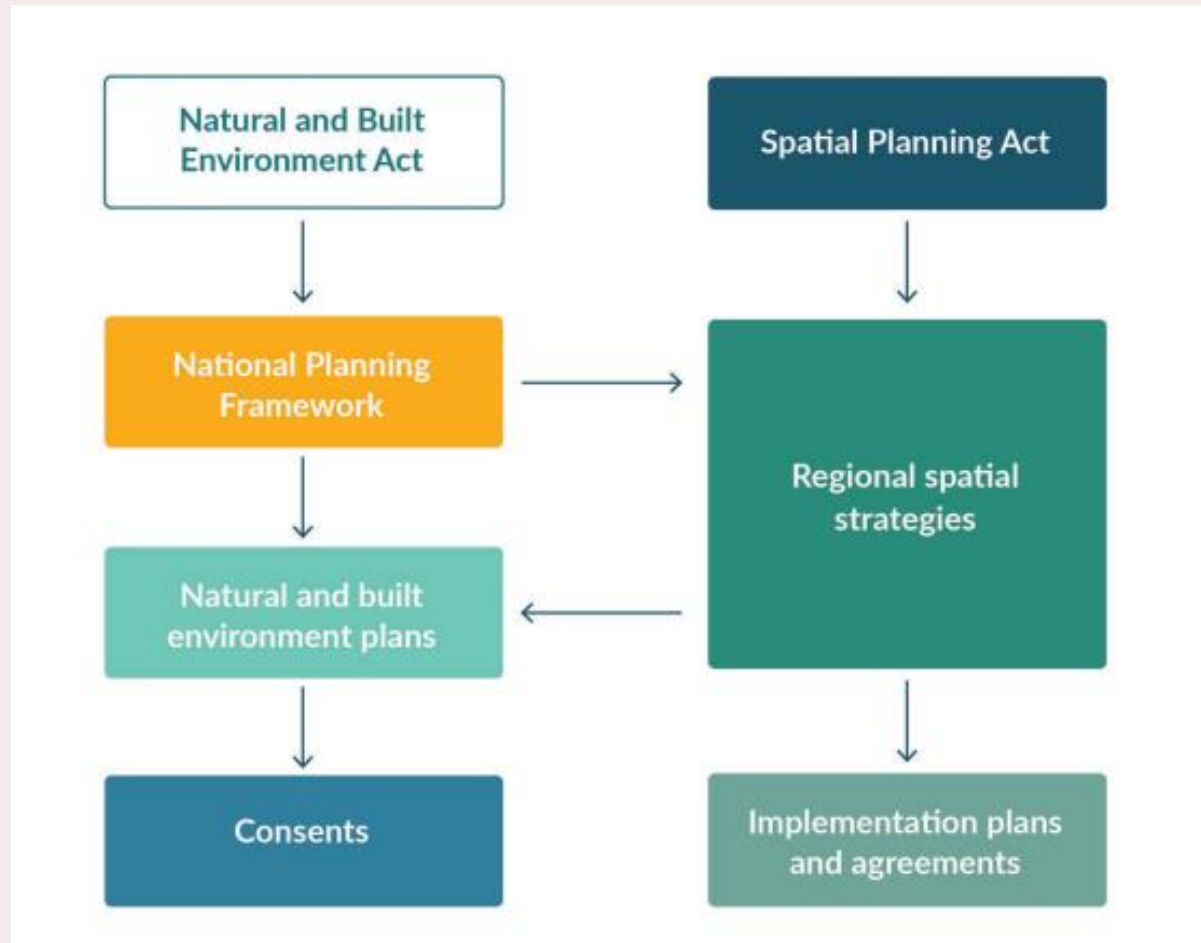 Natural and Built
Environment Act
Spatial Planning Act
National Planning
Framework
Regional spatial
strategies
Natural and built
environment plans
Consents
Implementation plans
and agreements